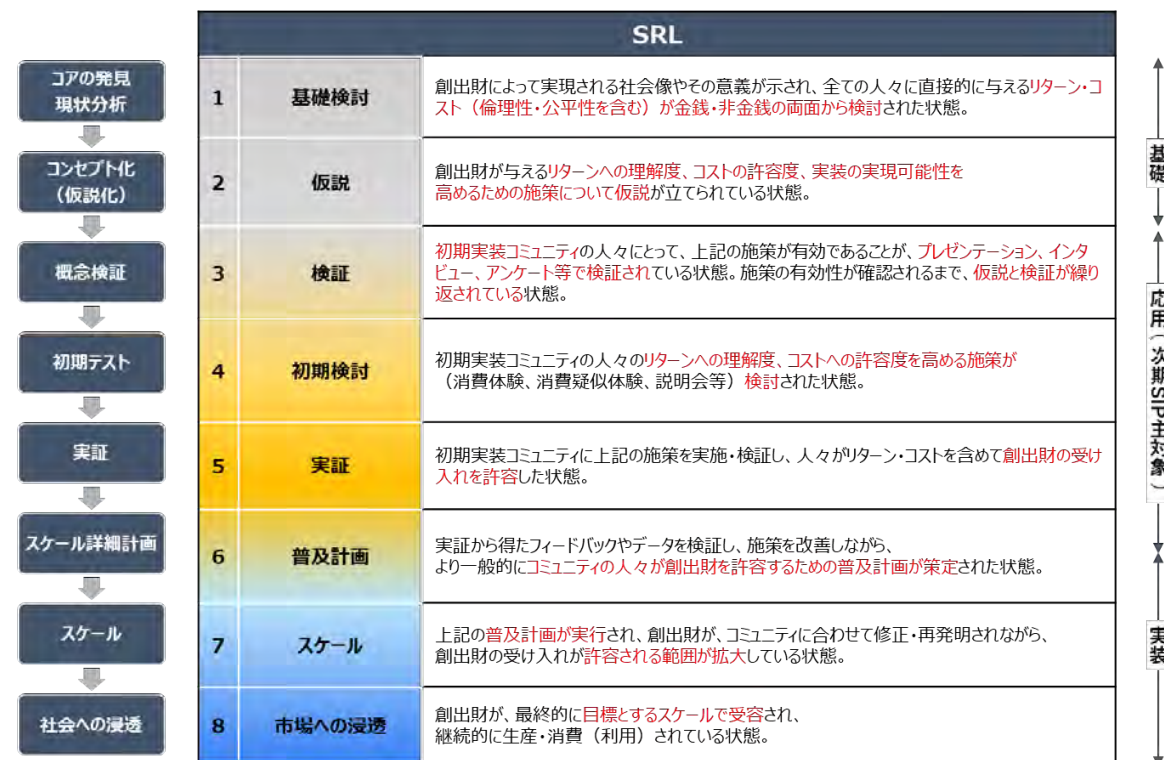 SRL
コアの発見
現状分析
1
基礎検討
創出財によって実現される社会像やその意義が示され、全ての人々に直接的に与えるリターン・コ
スト（倫理性・公平性を含む）が金銭・非金銭の両面から検討された状態。
コンセプト化
（仮説化）
2
仮説
創出財が与えるリターンへの理解度、コストの許容度、実装の実現可能性を
高めるための施策について仮説が立てられている状態。
基礎
概念検証
3
検証
初期実装コミュニティの人々にとって、上記の施策が有効であることが、プレゼンテーション、インタ
ビュー、アンケート等で検証されている状態。施策の有効性が確認されるまで、仮説と検証が繰り
返されている状態。
初期テスト
4
初期検討
初期実装コミュニティの人々のリターンへの理解度、コストへの許容度を高める施策が
（消費体験、消費疑似体験、説明会等）検討された状態。
応用（次期SIP主対象）
実証
5
実証
初期実装コミュニティに上記の施策を実施・検証し、人々がリターン・コストを含めて創出財の受け
入れを許容した状態。
スケール詳細計画
6
普及計画
実証から得たフィードバックやデータを検証し、施策を改善しながら、
より一般的にコミュニティの人々が創出財を許容するための普及計画が策定された状態。
スケール
7
スケール
上記の普及計画が実行され、創出財が、コミュニティに合わせて修正・再発明されながら、
創出財の受け入れが許容される範囲が拡大している状態。
実装
社会への浸透
8
市場への浸透
創出財が、最終的に目標とするスケールで受容され、
継続的に生産・消費（利用）されている状態。